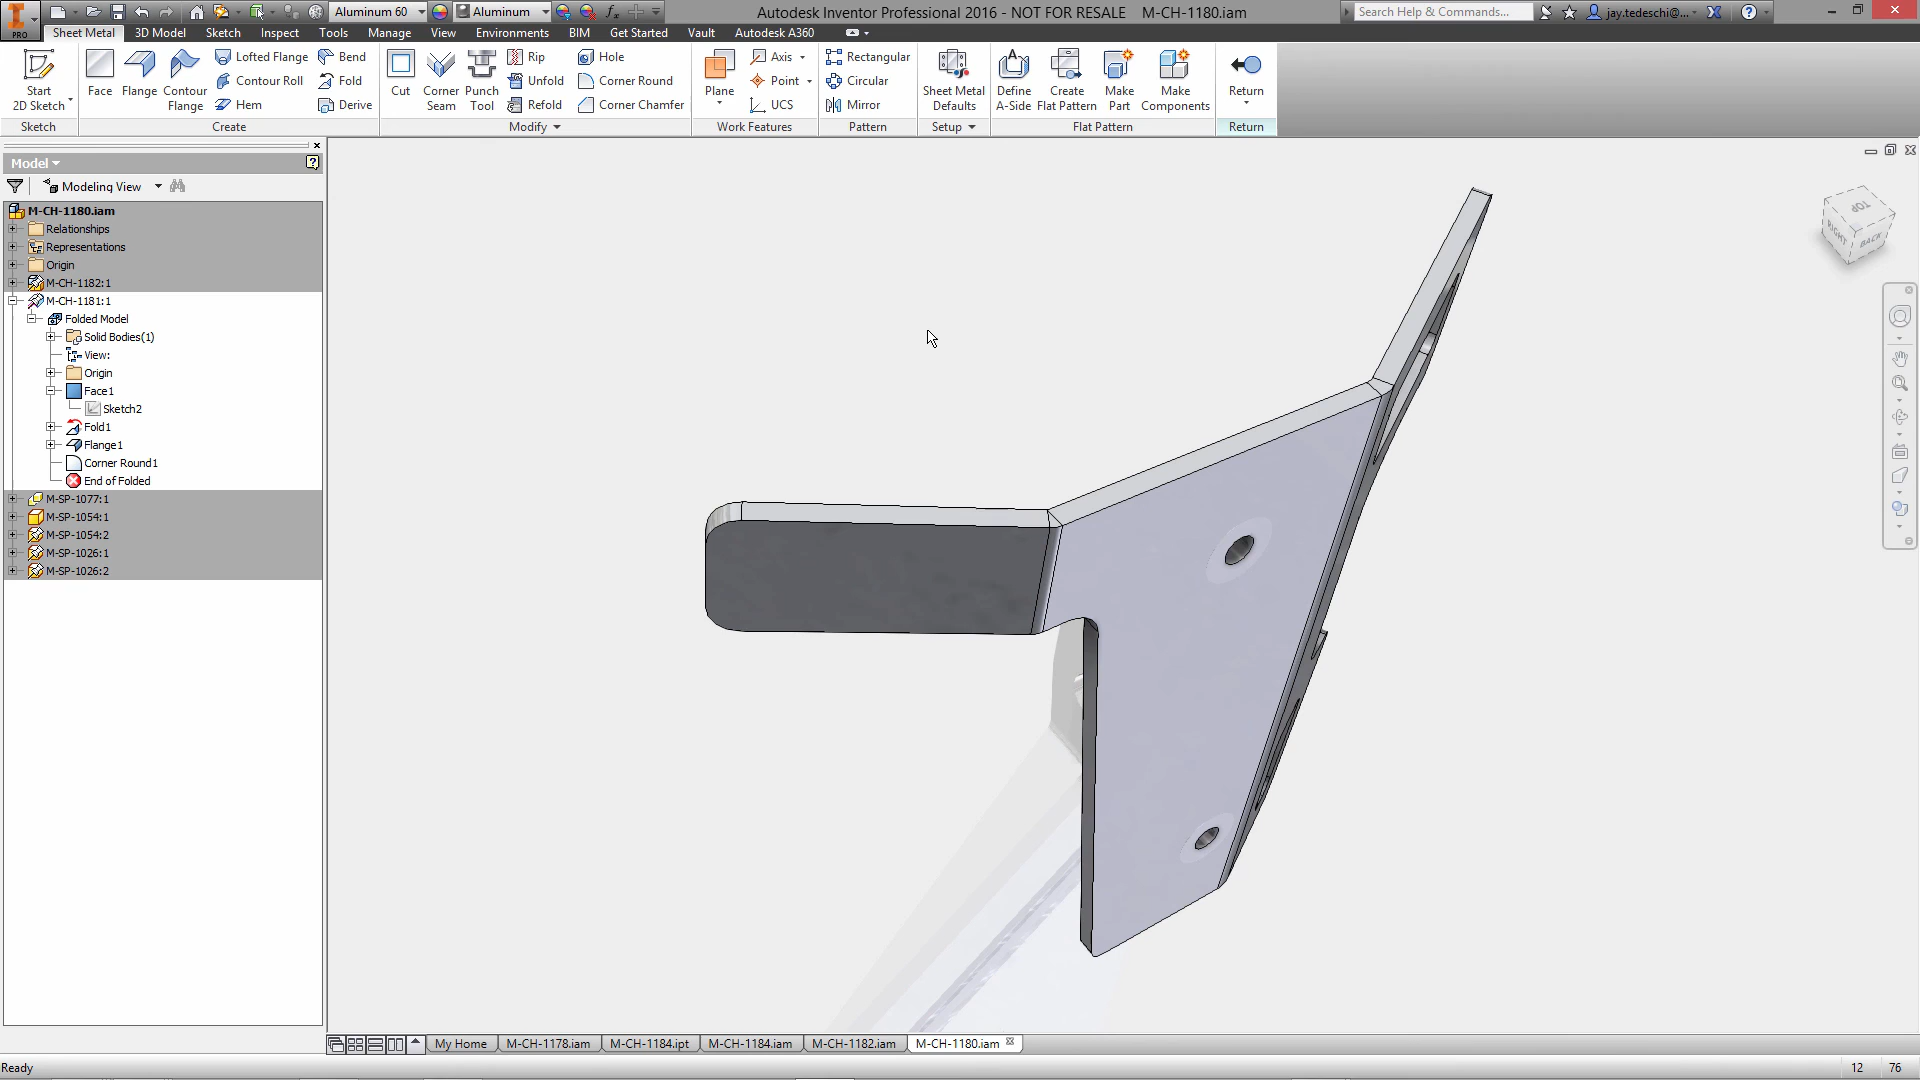 PRO
Aluminum 60
Aluminum
Autodesk Inventor Professional 2016 - NOT FOR RESALE M-CH-1180.iam
Search Help & Commands...
jay.tedeschi@...
Sheet Metal 3D Model Sketch Inspect Tools Manage View Environments BIM Get Started Vault Autodesk A360
Start
2D Sketch
Face
Flange
Contour
Flange
Lofted Flange
Contour Roll
Hem
Bend
Fold
Derive
Cut
Corner
Seam
Punch
Tool
Rip
Unfold
Refold
Hole
Corner Round
Corner Chamfer
Plane
Axis
Point
UCS
Rectangular
Circular
Mirror
Sheet Metal
Defaults
Define
A-Side
Create
Flat Pattern
Make
Part
Make
Components
Return
Sketch Create Modify Work Features Pattern Setup Flat Pattern Return
Model
Modeling View
M-CH-1180.iam
Relationships
Representations
Origin
M-CH-1182:1
M-CH-1181:1
Folded Model
Solid Bodies(1)
View:
Origin
Face1
Sketch2
Fold1
Flange1
Corner Round1
End of Folded
M-SP-1077:1
M-SP-1054:1
M-SP-1054:2
M-SP-1026:1
M-SP-1026:2
TOP
RIGHT
BACK
My Home M-CH-1178.iam M-CH-1184.ipt M-CH-1184.iam M-CH-1182.iam M-CH-1180.iam
Ready
12 76